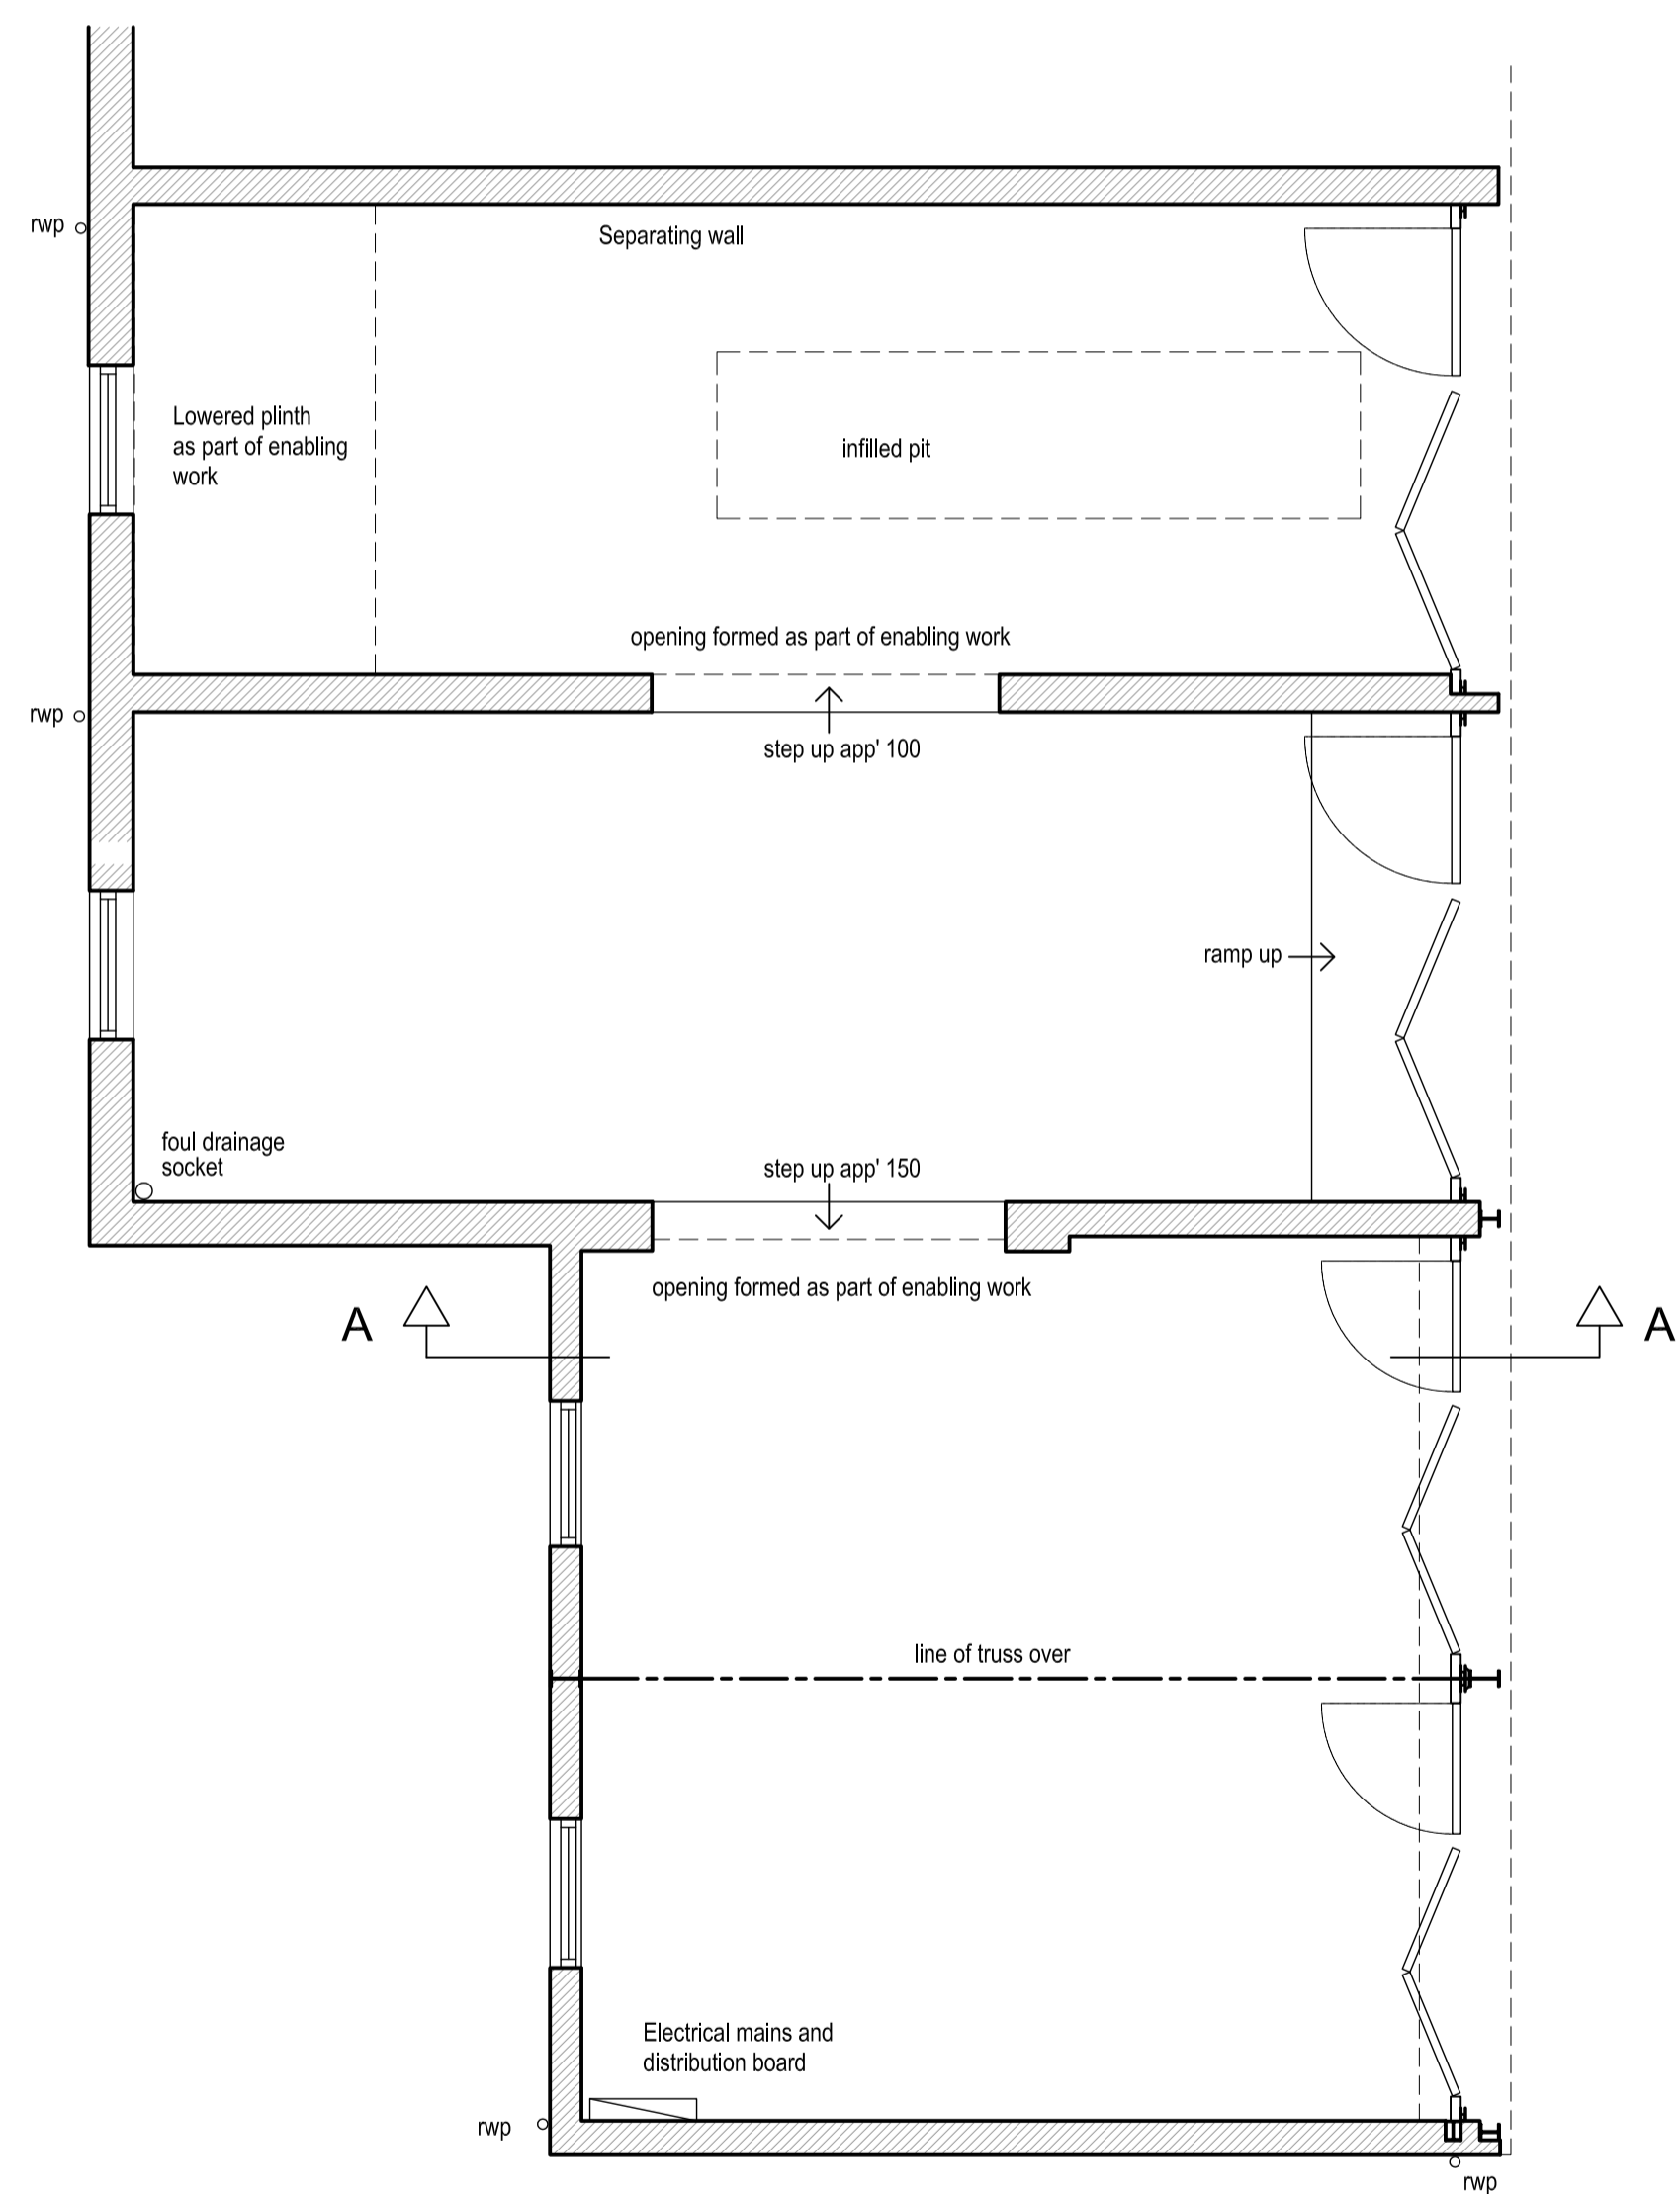 rwp
Separating wall
Lowered plinth
as part of enabling
work
infilled pit
opening formed as part of enabling work
rwp
step up app' 100
ramp up
foul drainage
socket
step up app' 150
opening formed as part of enabling work
A
A
line of truss over
Electrical mains and
distribution board
rwp
rwp